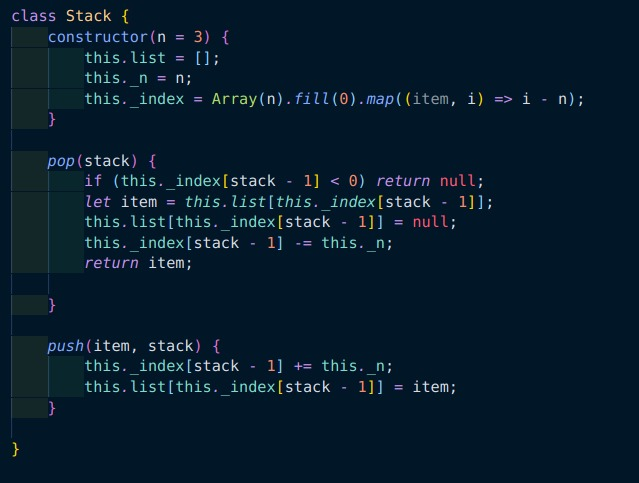 class Stack {
    constructor(n = 3) {
        this.list = [];
        this._n = n;
        this._index = Array(n).fill(0).map((item, i) => i - n);
    }

    pop(stack) {
        if (this._index[stack - 1] < 0) return null;
        let item = this.list[this._index[stack - 1]];
        this.list[this._index[stack - 1]] = null;
        this._index[stack - 1] -= this._n;
        return item;

    }

    push(item, stack) {
        this._index[stack - 1] += this._n;
        this.list[this._index[stack - 1]] = item;
    }

}